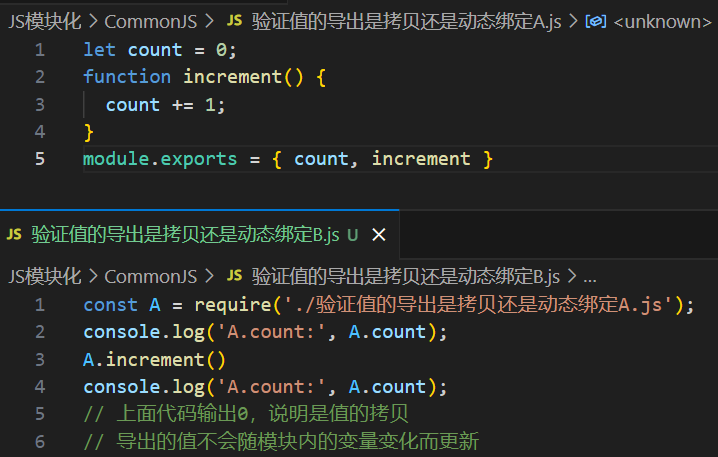 JS模块化 > CommonJS > JS 验证值的导出是拷贝还是动态绑定A.js > <unknown>
1 let count = 0;
2 function increment() {
3 count += 1;
4 }
5 module.exports = { count, increment }
JS 验证值的导出是拷贝还是动态绑定B.js U ×
JS模块化 > CommonJS > JS 验证值的导出是拷贝还是动态绑定B.js > ...
1 const A = require('./验证值的导出是拷贝还是动态绑定A.js');
2 console.log('A.count:', A.count);
3 A.increment()
4 console.log('A.count:', A.count);
5 // 上面代码输出0，说明是值的拷贝
6 // 导出的值不会随模块内的变量变化而更新